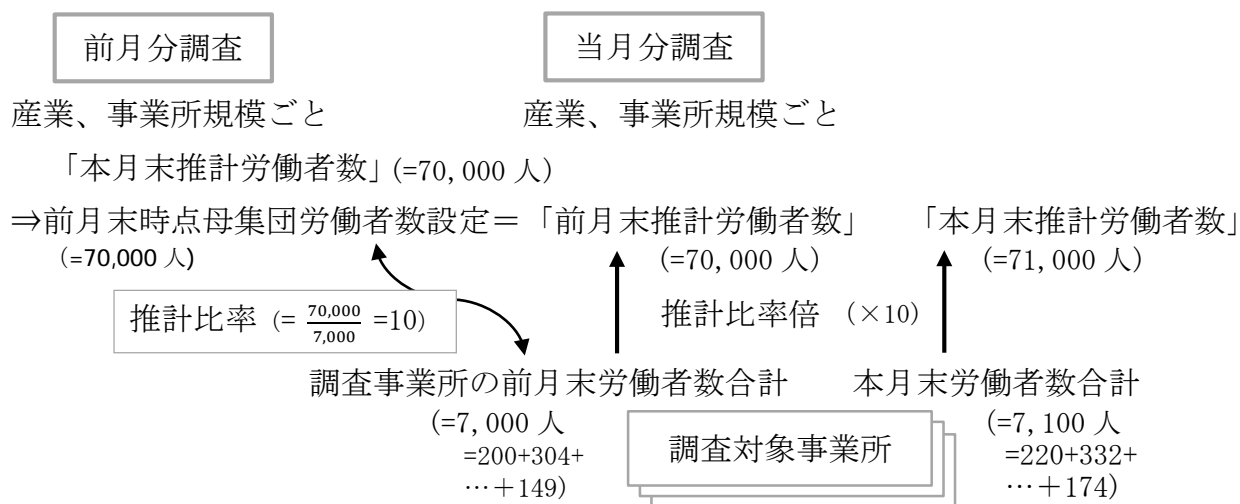 前月分調査 当月分調査
産業、事業所規模ごと 産業、事業所規模ごと
「本月末推計労働者数」(=70,000 人)
⇒前月末時点母集団労働者数設定＝「前月末推計労働者数」 「本月末推計労働者数」
(=70,000 人) (=70,000 人) (=71,000 人)
推計比率 (= 70,000/7,000 =10) 推計比率倍 (×10)
調査事業所の前月末労働者数合計 本月末労働者数合計
(=7,000 人 (=7,100 人
=200+304+ 調査対象事業所 =220+332+
…＋149) …＋174)